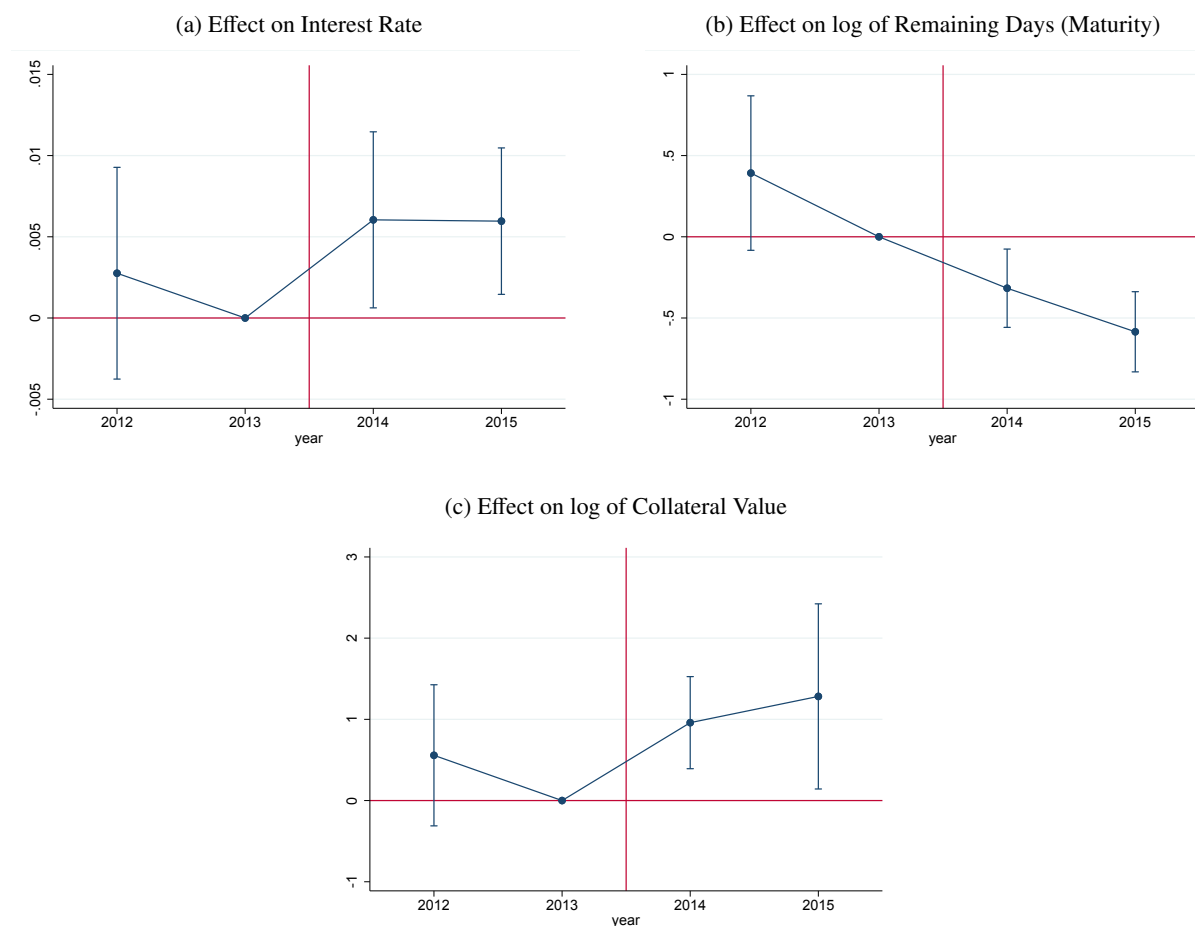 (a) Effect on Interest Rate
.015
.01
.005
0
-.005
2012 2013 2014 2015
year
(b) Effect on log of Remaining Days (Maturity)
1
.5
0
-.5
-1
2012 2013 2014 2015
year
(c) Effect on log of Collateral Value
3
2
1
0
-1
2012 2013 2014 2015
year